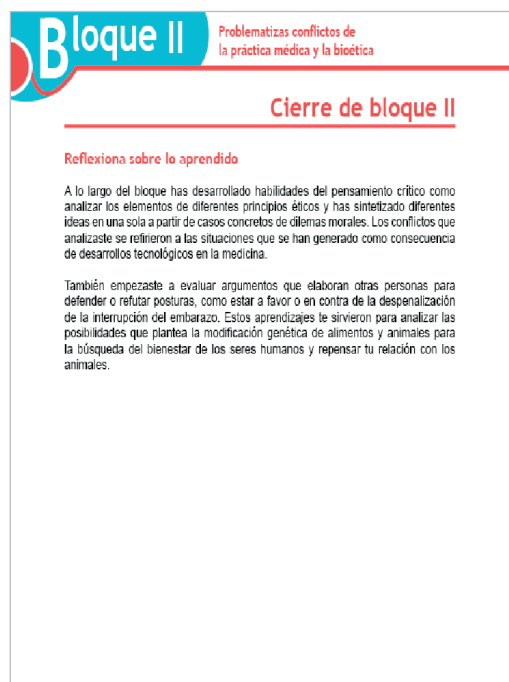 Bloque II
Problematizas conflictos de
la práctica médica y la bioética
Cierre de bloque II
Reflexiona sobre lo aprendido
A lo largo del bloque has desarrollado habilidades del pensamiento crítico como
analizar los elementos de diferentes principios éticos y has sintetizado diferentes
ideas en una sola a partir de casos concretos de dilemas morales. Los conflictos que
analizaste se refirieron a las situaciones que se han generado como consecuencia
de desarrollos tecnológicos en la medicina.
También empezaste a evaluar argumentos que elaboran otras personas para
defender o refutar posturas, como estar a favor o en contra de la despenalización
de la interrupción del embarazo. Estos aprendizajes te sirvieron para analizar las
posibilidades que plantea la modificación genética de alimentos y animales para
la búsqueda del bienestar de los seres humanos y repensar tu relación con los
animales.